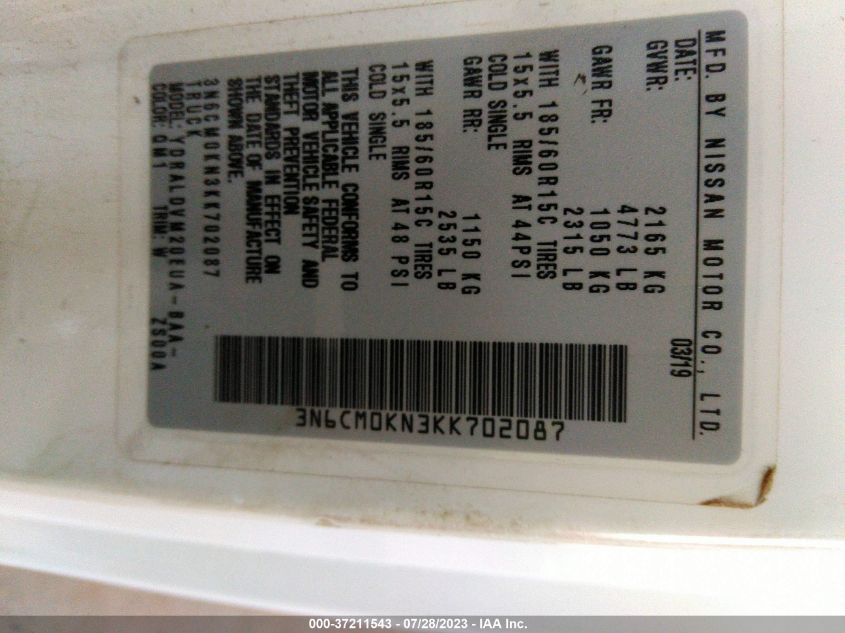 MFD. BY NISSAN MOTOR CO., LTD.
DATE: 03/19
GVWR: 2165 KG
4773 LB
GAWR FR: 1050 KG
2315 LB
WITH 185/60R15C TIRES
15x5.5 RIMS AT 44PSI
COLD SINGLE
GAWR RR: 1150 KG
2535 LB
WITH 185/60R15C TIRES
15x5.5 RIMS AT 48 PSI
COLD SINGLE
THIS VEHICLE CONFORMS TO
ALL APPLICABLE FEDERAL
MOTOR VEHICLE SAFETY AND
THEFT PREVENTION
STANDARDS IN EFFECT ON
THE DATE OF MANUFACTURE
SHOWN ABOVE.
3N6CM0KN3KK702087
TRUCK
MODEL: YDRALDVM20EUA-BAA-
COLOR: QM1 TRIM: W ZS00A
3N6CM0KN3KK702087
000-37211543 - 07/28/2023 - IAA Inc.